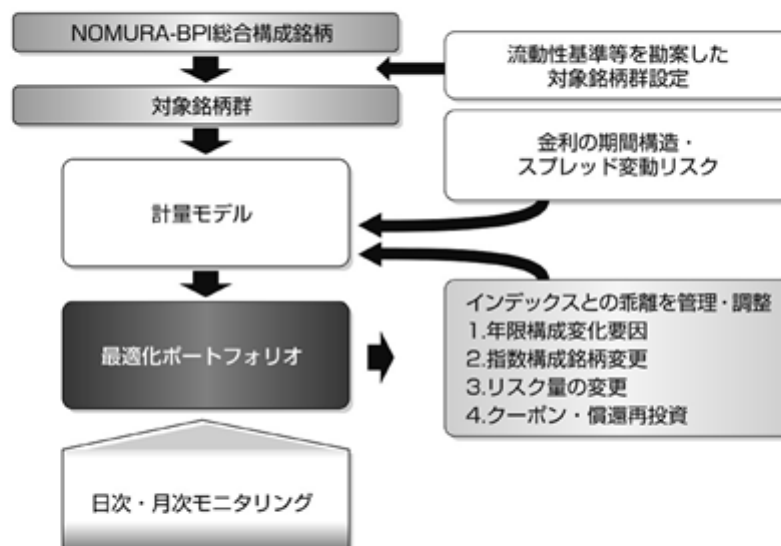 NOMURA-BPI総合構成銘柄
流動性基準等を勘案した
対象銘柄群設定
対象銘柄群
金利の期間構造・
スプレッド変動リスク
計量モデル
最適化ポートフォリオ
インデックスとの乖離を管理・調整
1.年限構成変化要因
2.指数構成銘柄変更
3.リスク量の変更
4.クーポン・償還再投資
日次・月次モニタリング